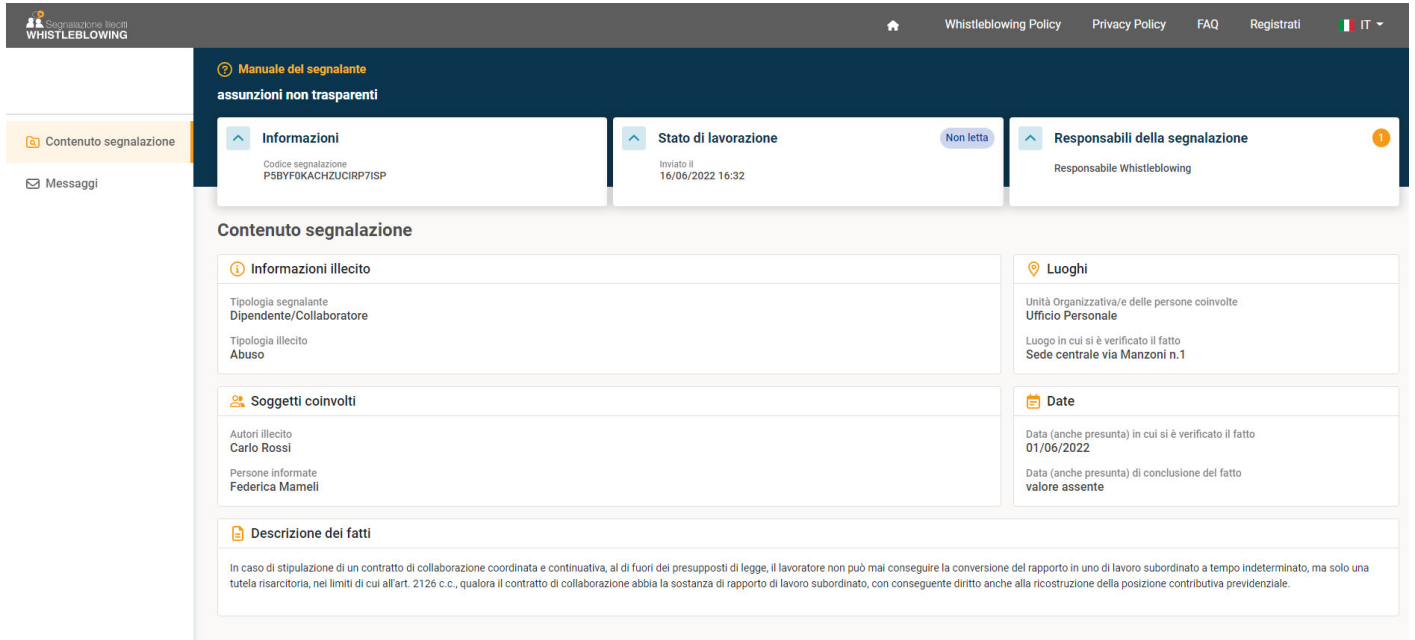 Segnalazione Illeciti
WHISTLEBLOWING
Whistleblowing Policy
Privacy Policy
FAQ
Registrati
IT
Manuale del segnalante
assunzioni non trasparenti
Contenuto segnalazione
Messaggi
Informazioni
Codice segnalazione
P5BYF0KACHZUCIRP7ISP
Stato di lavorazione
Non letta
Inviato il
16/06/2022 16:32
Responsabili della segnalazione
1
Responsabile Whistleblowing
Contenuto segnalazione
Informazioni illecito
Tipologia segnalante
Dipendente/Collaboratore
Tipologia illecito
Abuso
Luoghi
Unità Organizzativa/e delle persone coinvolte
Ufficio Personale
Luogo in cui si è verificato il fatto
Sede centrale via Manzoni n.1
Soggetti coinvolti
Autori illecito
Carlo Rossi
Persone informate
Federica Mameli
Date
Data (anche presunta) in cui si è verificato il fatto
01/06/2022
Data (anche presunta) di conclusione del fatto
valore assente
Descrizione dei fatti
In caso di stipulazione di un contratto di collaborazione coordinata e continuativa, al di fuori dei presupposti di legge, il lavoratore non può mai conseguire la conversione del rapporto in uno di lavoro subordinato a tempo indeterminato, ma solo una
tutela risarcitoria, nei limiti di cui all'art. 2126 c.c., qualora il contratto di collaborazione abbia la sostanza di rapporto di lavoro subordinato, con conseguente diritto anche alla ricostruzione della posizione contributiva previdenziale.